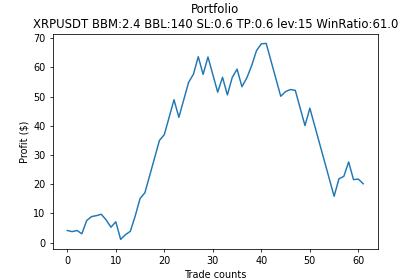 Portfolio
XRPUSDT BBM:2.4 BBL:140 SL:0.6 TP:0.6 lev:15 WinRatio:61.0
Profit ($)
70
60
50
40
30
20
10
0
0 10 20 30 40 50 60
Trade counts